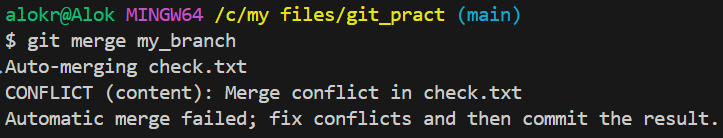 alokr@Alok MINGW64 /c/my files/git_pract (main)
$ git merge my_branch
Auto-merging check.txt
CONFLICT (content): Merge conflict in check.txt
Automatic merge failed; fix conflicts and then commit the result.